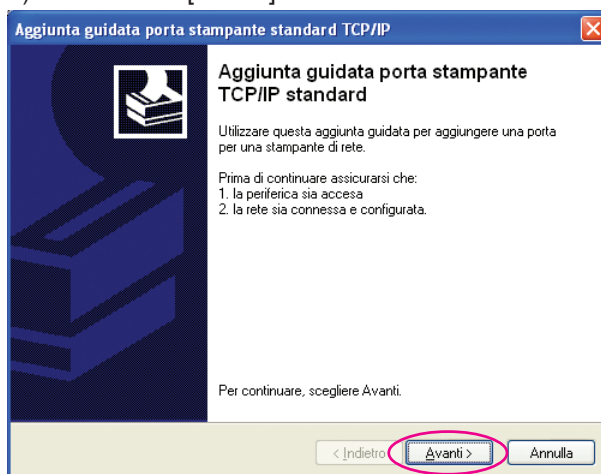 Aggiunta guidata porta stampante standard TCP/IP
Aggiunta guidata porta stampante
TCP/IP standard
Utilizzare questa aggiunta guidata per aggiungere una porta
per una stampante di rete.
Prima di continuare assicurarsi che:
1. la periferica sia accesa
2. la rete sia connessa e configurata.
Per continuare, scegliere Avanti.
< Indietro Avanti > Annulla